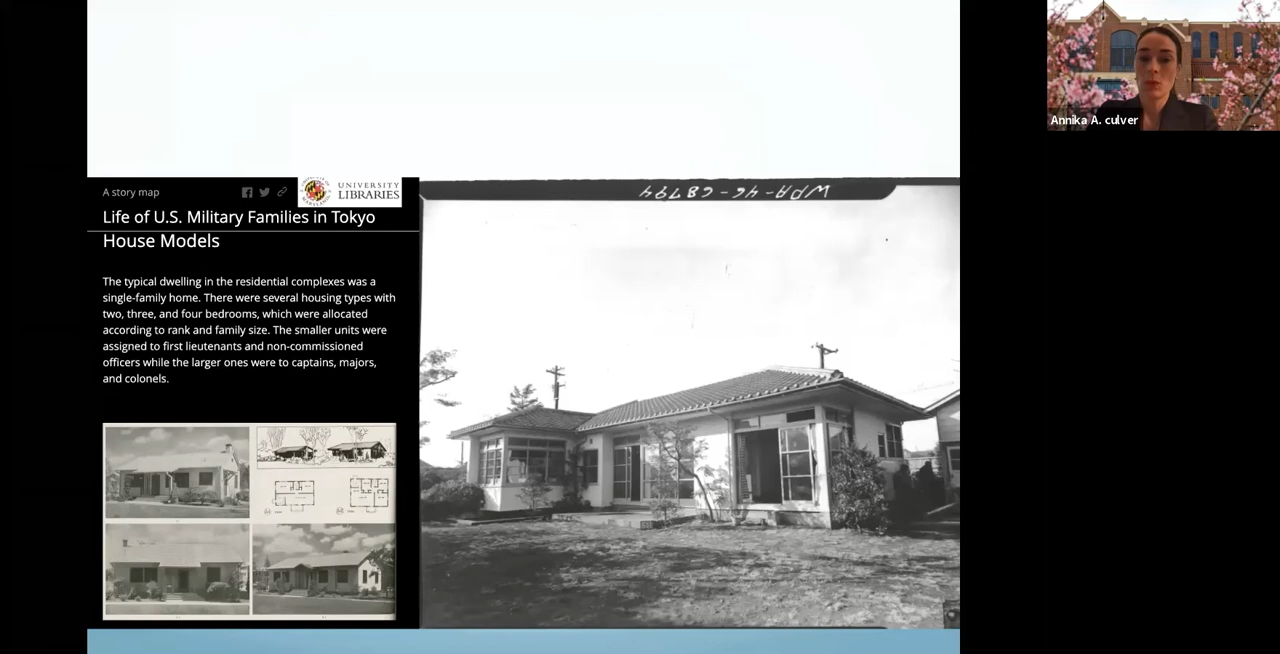 A story map
UNIVERSITY
LIBRARIES
Life of U.S. Military Families in Tokyo
House Models
The typical dwelling in the residential complexes was a
single-family home. There were several housing types with
two, three, and four bedrooms, which were allocated
according to rank and family size. The smaller units were
assigned to first lieutenants and non-commissioned
officers while the larger ones were to captains, majors,
and colonels.
WPA-46-68794
Annika A. culver